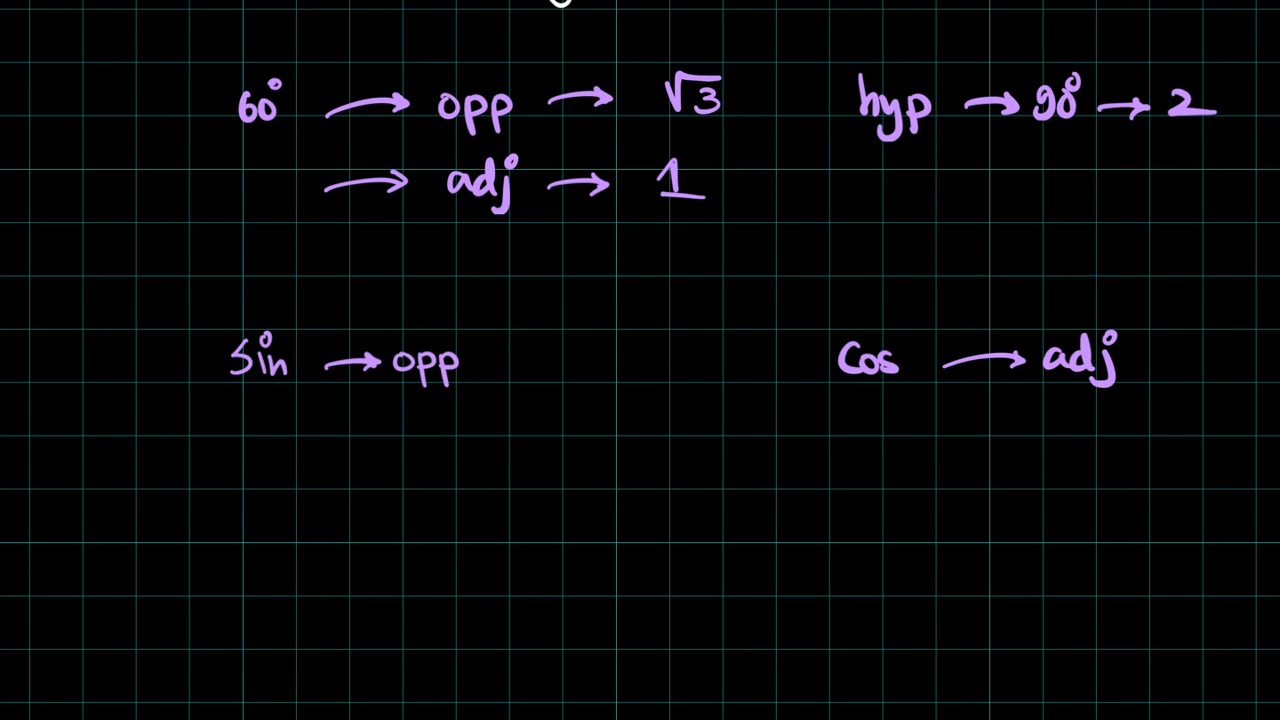 60° → opp → √3 hyp → 90° → 2
→ adj → 1
Sin → opp Cos → adj